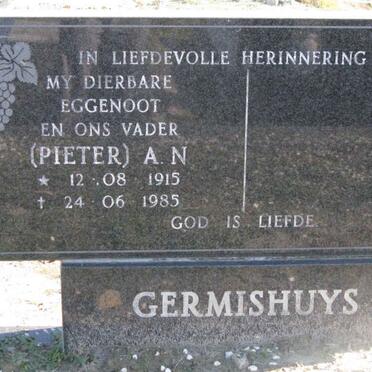 IN LIEFDEVOLLE HERINNERING
MY DIERBARE
EGGENOOT
EN ONS VADER
(PIETER) A. N
★ 12-.08 1915
† 24-06 1985
GOD IS LIEFDE
GERMISHUYS